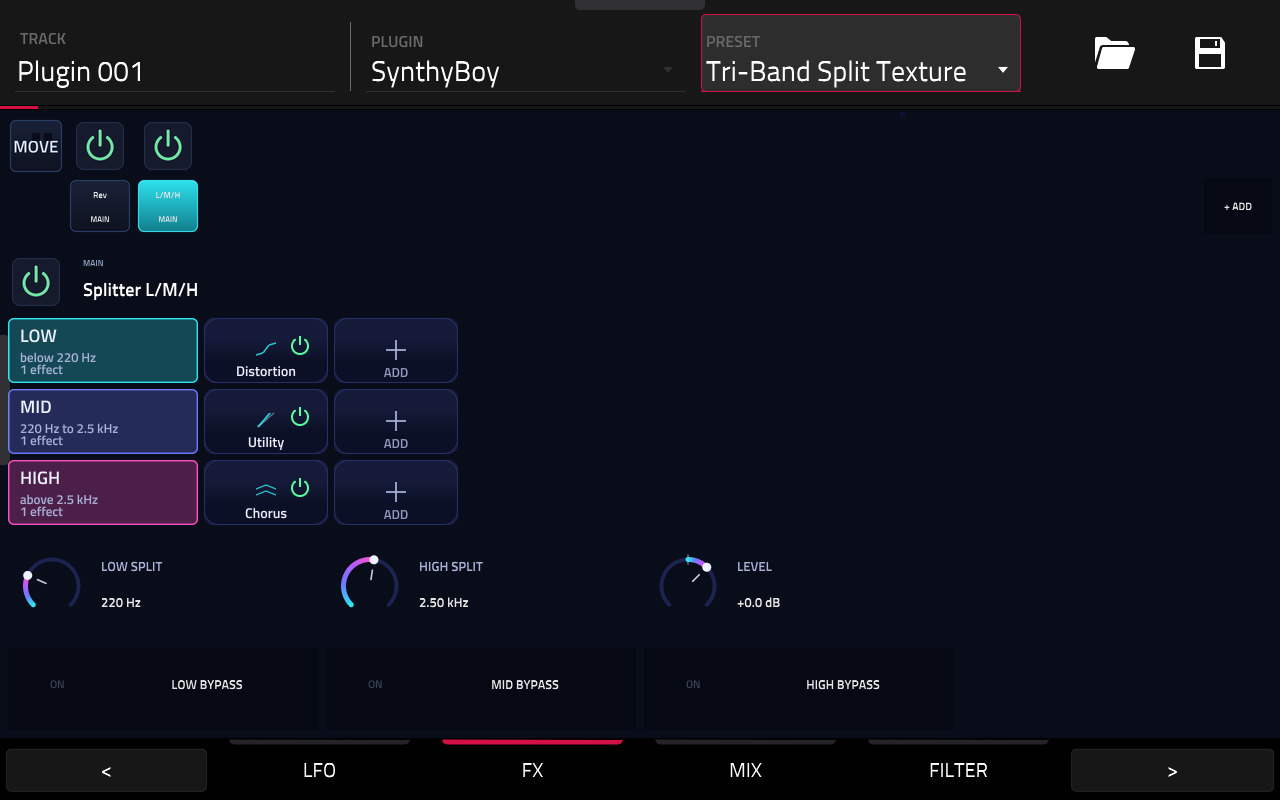 TRACK
Plugin 001
PLUGIN
SynthyBoy
PRESET
Tri-Band Split Texture
MOVE
Rev
MAIN
L/M/H
MAIN
+ ADD
MAIN
Splitter L/M/H
LOW
below 220 Hz
1 effect
Distortion
ADD
MID
220 Hz to 2.5 kHz
1 effect
Utility
ADD
HIGH
above 2.5 kHz
1 effect
Chorus
ADD
LOW SPLIT
220 Hz
HIGH SPLIT
2.50 kHz
LEVEL
+0.0 dB
ON
LOW BYPASS
ON
MID BYPASS
ON
HIGH BYPASS
<
LFO
FX
MIX
FILTER
>